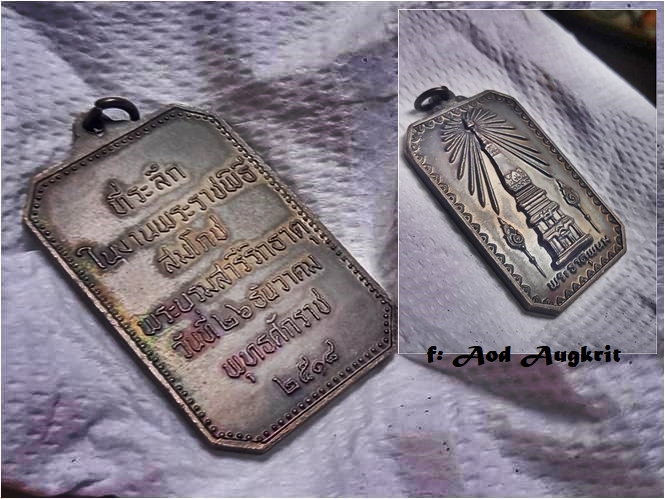 ที่ระลึก
ในงานพระราชพิธี
สมโภช
พระบรมสารีริกธาตุ
วันที่ ๒๖ ธันวาคม
พุทธศักราช
๒๕๑๘
พระธาตุพนม
f: Aod Augkrit